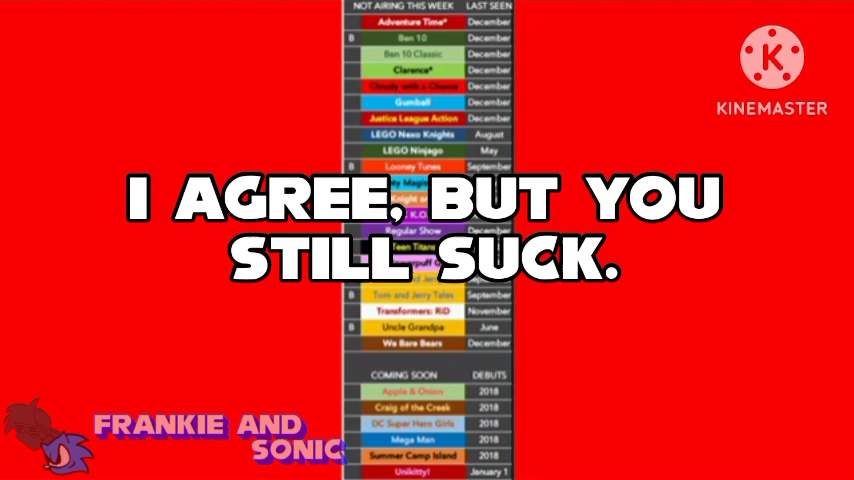 NOT AIRING THIS WEEK LAST SEEN
Adventure Time* December
B Ben 10 December
Ben 10 Classic December
Clarence* December
Cloudy with a Chance December
Gumball December
Justice League Action December
LEGO Nexo Knights August
LEGO Ninjago May
B Looney Tunes September
I AGREE, BUT YOU
Regular Show December
Teen Titans
STILL SUCK.
B Tom and Jerry Tales September
Transformers: RiD November
B Uncle Grandpa June
We Bare Bears December
COMING SOON DEBUTS
Apple & Onion 2018
Craig of the Creek 2018
DC Super Hero Girls 2018
Mega Man 2018
Summer Camp Island 2018
Unikitty! January 1
KINEMASTER
FRANKIE AND
SONIC